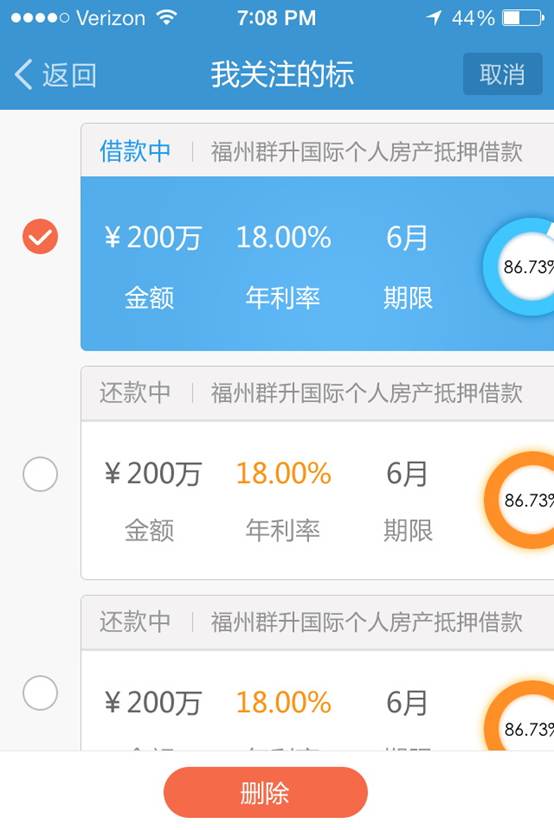 Verizon 7:08 PM 44%
返回 我关注的标 取消
借款中 福州群升国际个人房产抵押借款
¥200万 18.00% 6月 86.73%
金额 年利率 期限
还款中 福州群升国际个人房产抵押借款
¥200万 18.00% 6月 86.73%
金额 年利率 期限
还款中 福州群升国际个人房产抵押借款
¥200万 18.00% 6月 86.73%
删除